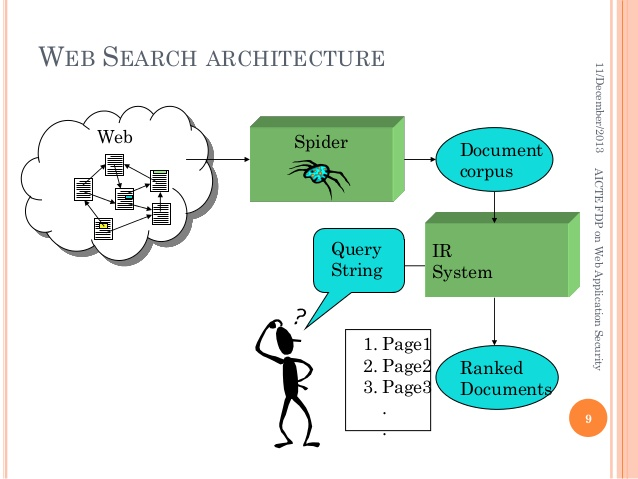 WEB SEARCH ARCHITECTURE
11/December/2013 AICTE FDP on Web Application Security
Web
Spider
Document
corpus
Query
String
IR
System
?
1. Page1
2. Page2
3. Page3
.
.
Ranked
Documents
9